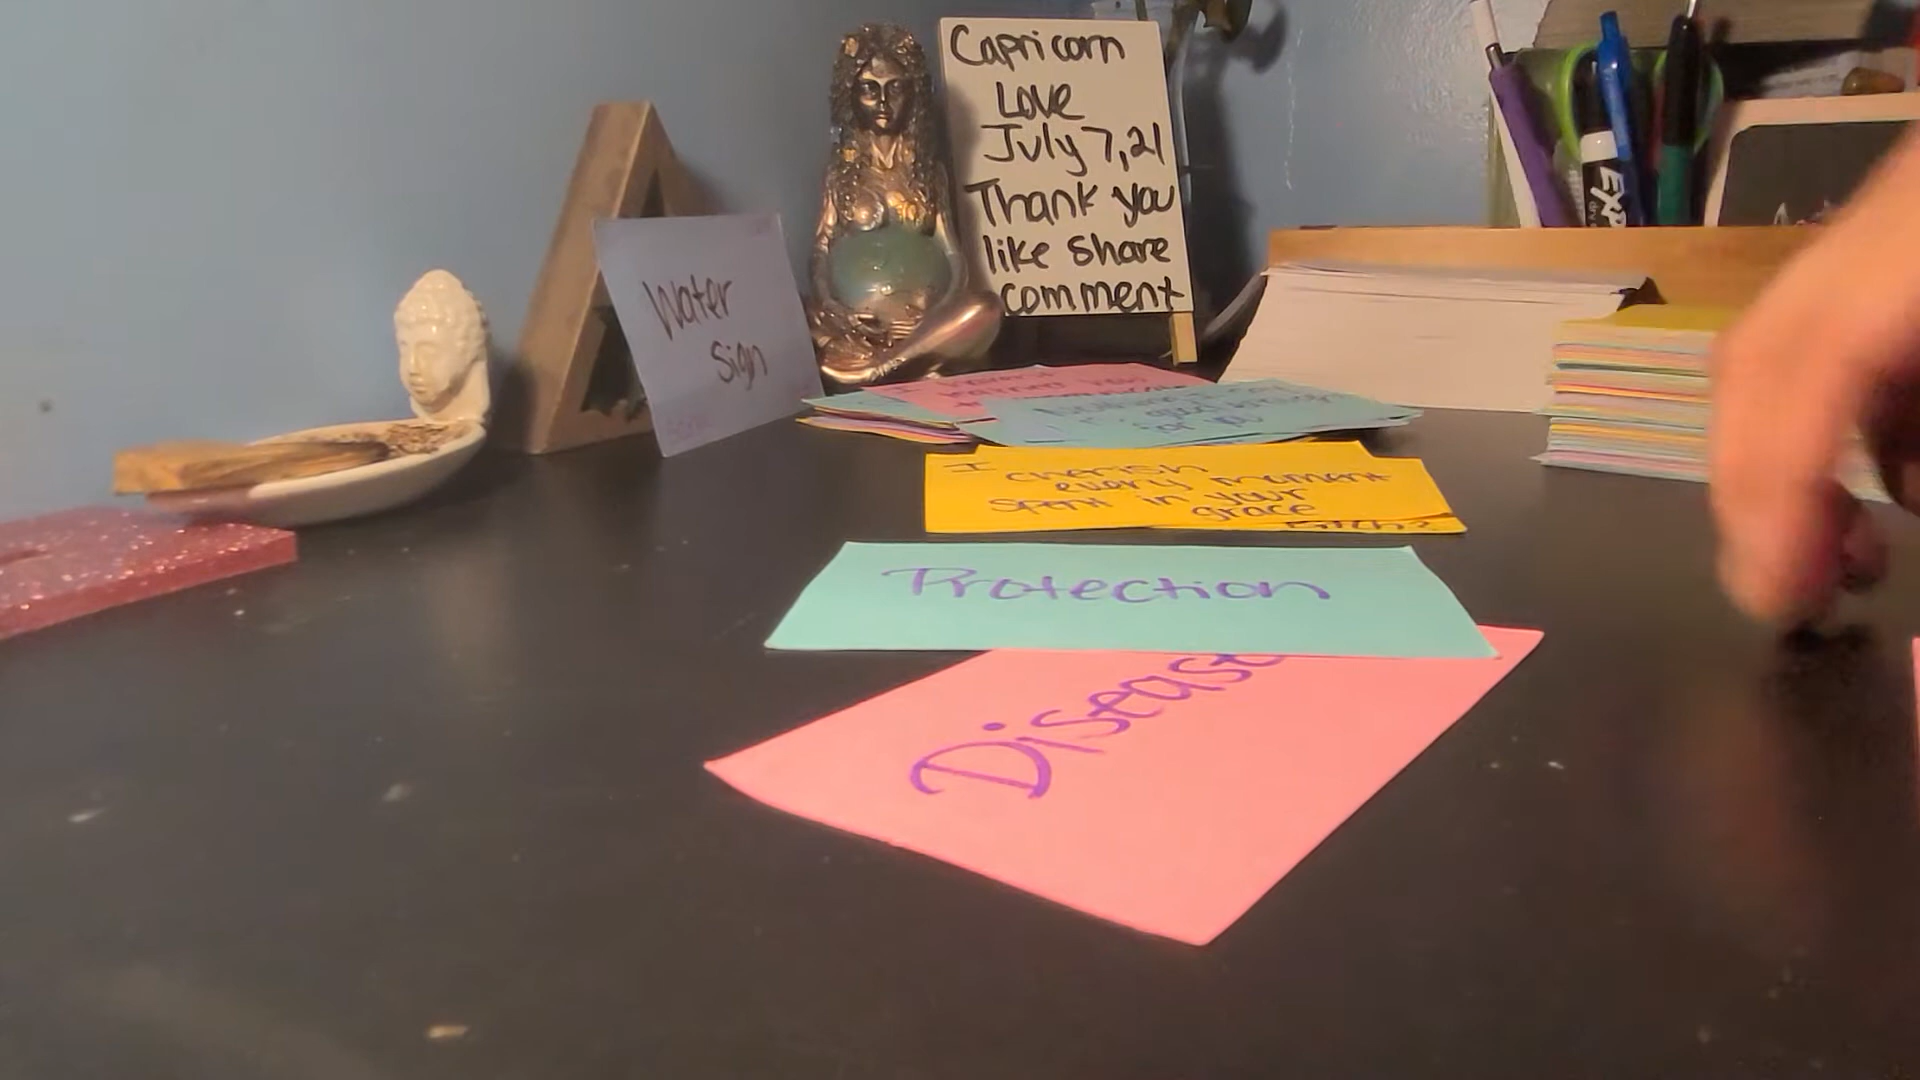 Capricorn
Love
July 7, 21
Thank you
like share
comment
Water
Sign
EXPO
I cherish
every moment
spent in your
grace
Protection
Disease